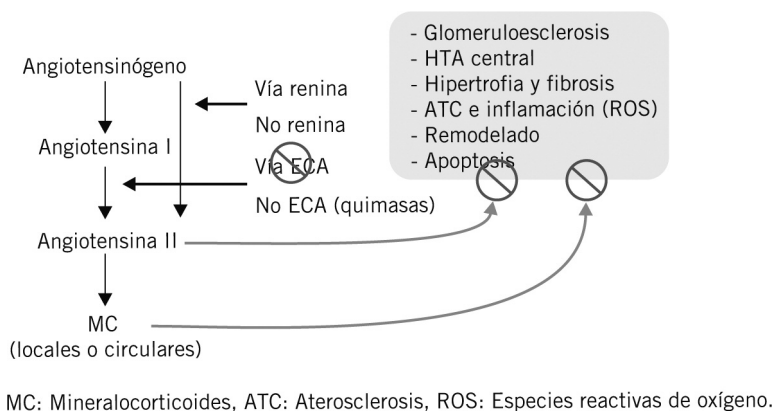 Angiotensinógeno
Angiotensina I
Angiotensina II
MC
(locales o circulares)
Vía renina
No renina
Vía ECA
No ECA (quimasas)
- Glomeruloesclerosis
- HTA central
- Hipertrofia y fibrosis
- ATC e inflamación (ROS)
- Remodelado
- Apoptosis
MC: Mineralocorticoides, ATC: Aterosclerosis, ROS: Especies reactivas de oxígeno.